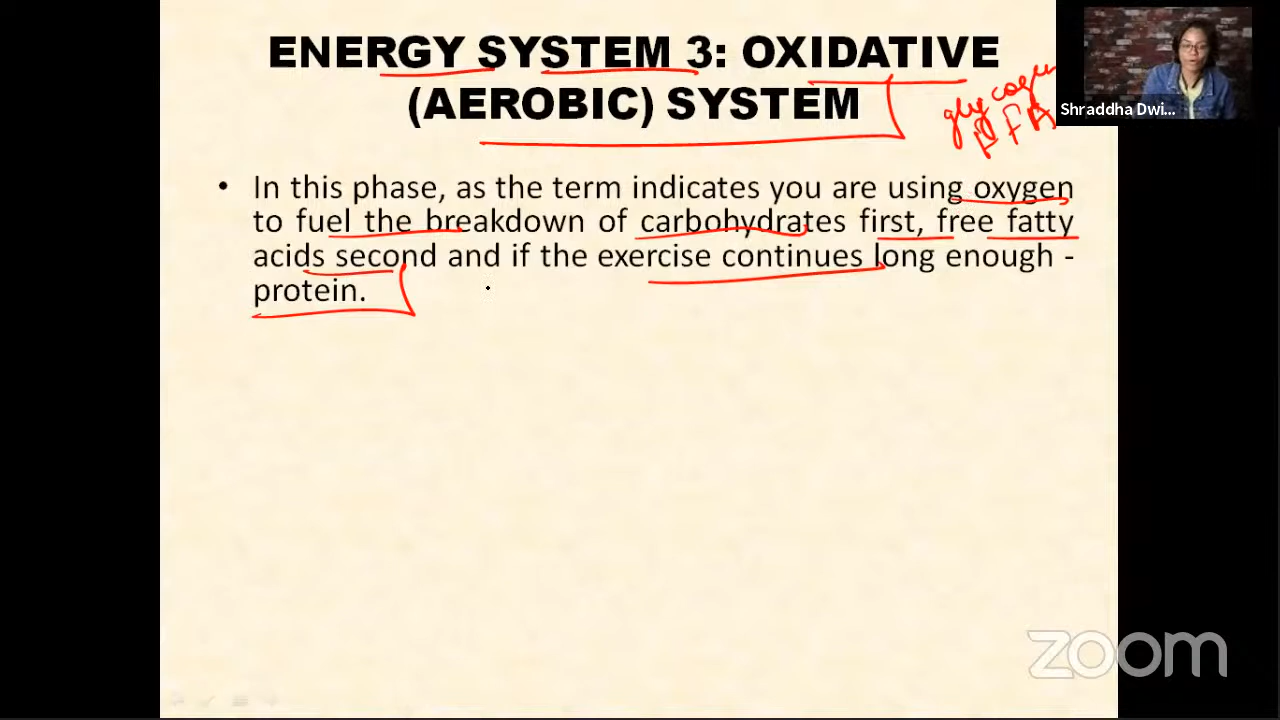 ENERGY SYSTEM 3: OXIDATIVE
(AEROBIC) SYSTEM
glycogen
FFA
Shraddha Dwi...
• In this phase, as the term indicates you are using oxygen
to fuel the breakdown of carbohydrates first, free fatty
acids second and if the exercise continues long enough -
protein.
zoom